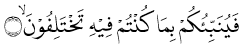 فَيُنَبِّئُكُم بِمَا كُنتُمْ فِيهِ تَخْتَلِفُونَ ۝